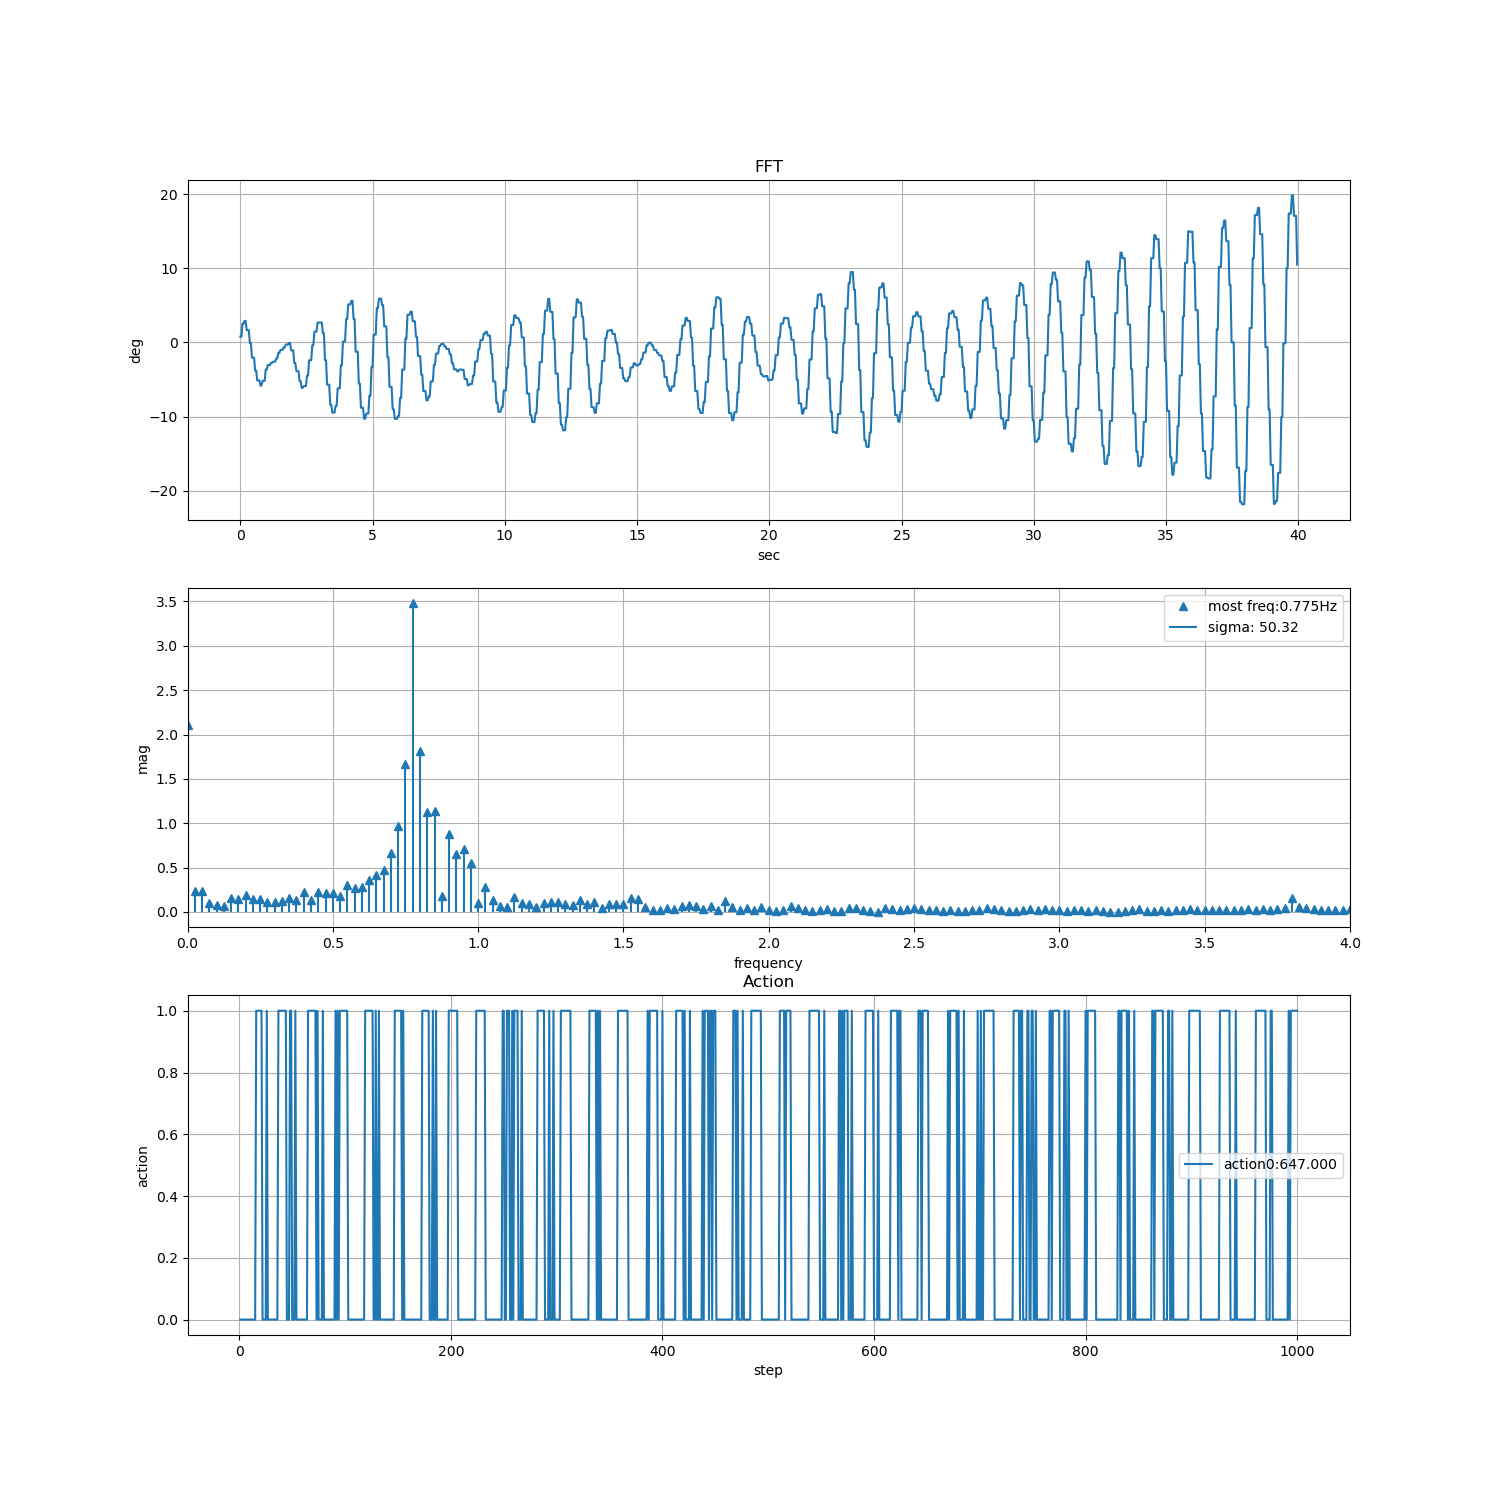 FFT
20
10
0
−10
−20
deg
0 5 10 15 20 25 30 35 40
sec
3.5
3.0
2.5
2.0
1.5
1.0
0.5
0.0
mag
most freq:0.775Hz
sigma: 50.32
0.0 0.5 1.0 1.5 2.0 2.5 3.0 3.5 4.0
frequency
Action
1.0
0.8
0.6
0.4
0.2
0.0
action
action0:647.000
0 200 400 600 800 1000
step